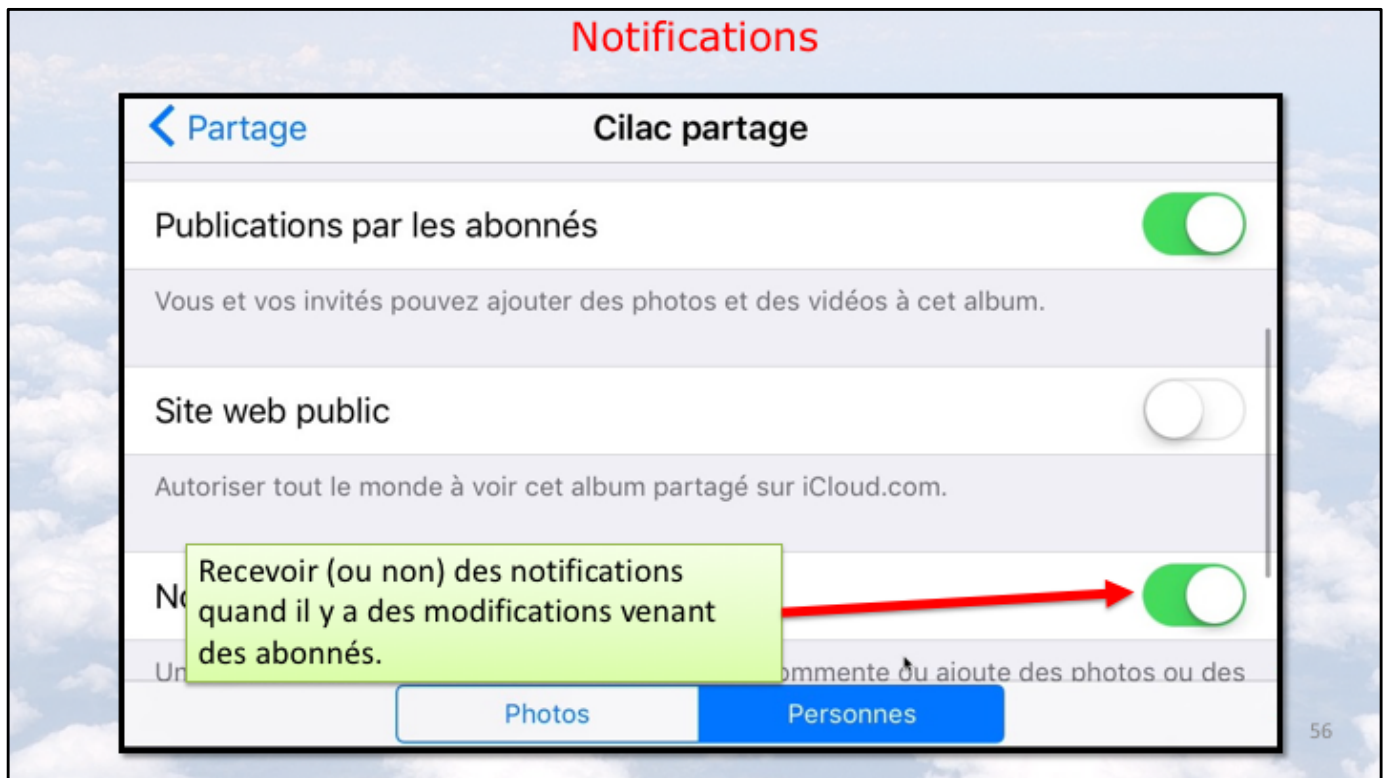 Notifications
Partage
Cilac partage
Publications par les abonnés
Vous et vos invités pouvez ajouter des photos et des vidéos à cet album.
Site web public
Autoriser tout le monde à voir cet album partagé sur iCloud.com.
Recevoir (ou non) des notifications
quand il y a des modifications venant
des abonnés.
ommente ou ajoute des photos ou des
Photos
Personnes
56